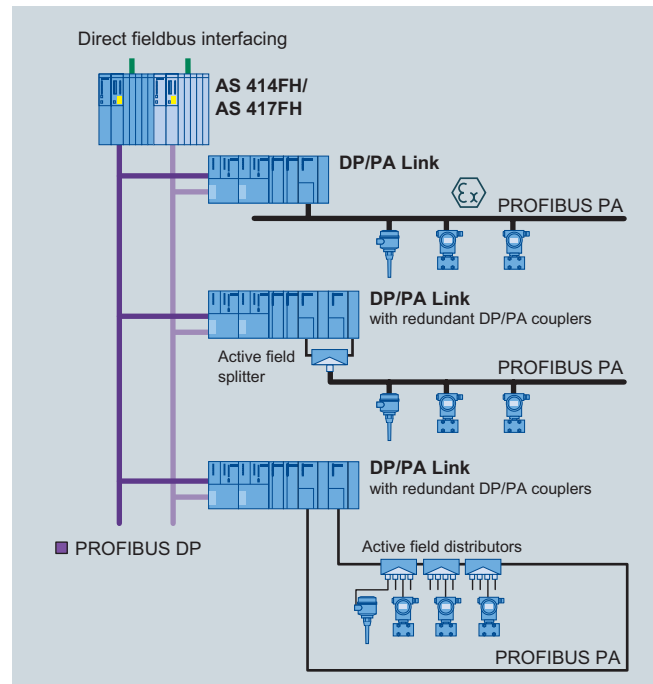 Direct fieldbus interfacing
AS 414FH/
AS 417FH
DP/PA Link
Ex
PROFIBUS PA
DP/PA Link
with redundant DP/PA couplers
Active field
splitter
PROFIBUS PA
DP/PA Link
with redundant DP/PA couplers
PROFIBUS DP
Active field distributors
PROFIBUS PA